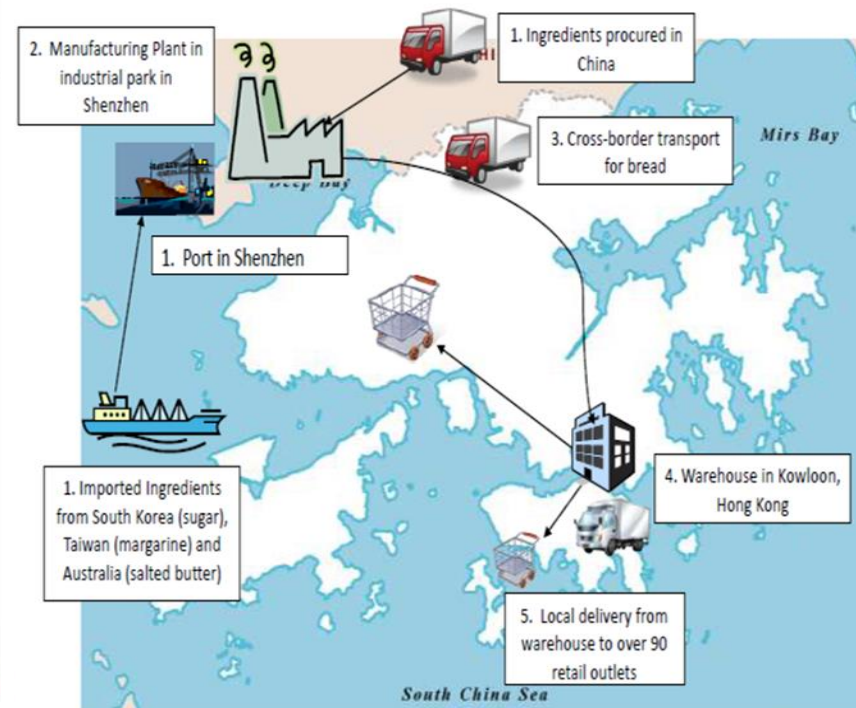 2. Manufacturing Plant in
industrial park in
Shenzhen
1. Ingredients procured in
China
3. Cross-border transport
for bread
Mirs Bay
Deep Bay
1. Port in Shenzhen
1. Imported Ingredients
from South Korea (sugar),
Taiwan (margarine) and
Australia (salted butter)
4. Warehouse in Kowloon,
Hong Kong
5. Local delivery from
warehouse to over 90
retail outlets
South China Sea